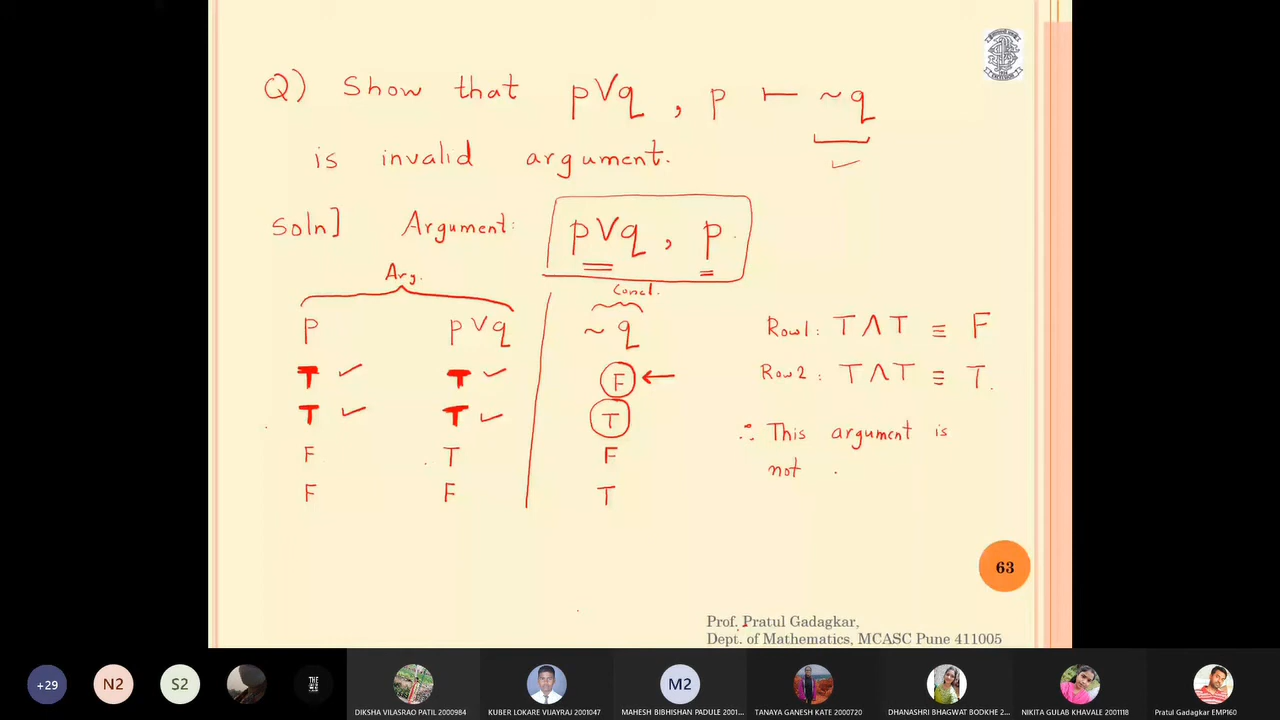 Q) Show that p∨q , p ⊢ ~q
is invalid argument.
Soln] Argument: p∨q , p
Arg. Concl.
p p∨q ~q
T T F
T T T
F T F
F F T
Row1: T∧T ≡ F
Row2: T∧T ≡ T.
∴ This argument is
not
63
Prof. Pratul Gadagkar,
Dept. of Mathematics, MCASC Pune 411005
+29 N2 S2 M2
DIKSHA VILASRAO PATIL 2000984 KUBER LOKARE VIJAYRAJ 2001047 MAHESH BIBHISHAN PADULE 2001... TANAYA GANESH KATE 2000720 DHANASHRI BHAGWAT BODKHE 2... NIKITA GULAB KHAVALE 2001118 Pratul Gadagkar EMP160